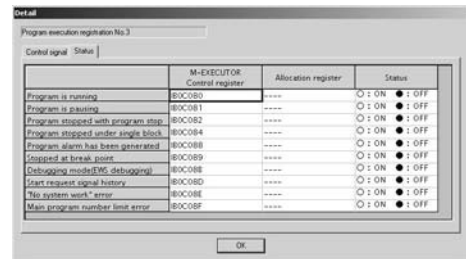 Detail
Program execution registration No.3
Control signal Status
M-EXECUTOR Control register Allocation register Status
Program is running IB0C0B0 ---- ○ : ON ● : OFF
Program is pausing IB0C0B1 ---- ○ : ON ● : OFF
Program stopped with program stop IB0C0B2 ---- ○ : ON ● : OFF
Program stopped under single block IB0C0B4 ---- ○ : ON ● : OFF
Program alarm has been generated IB0C0B8 ---- ○ : ON ● : OFF
Stopped at break point IB0C0B9 ---- ○ : ON ● : OFF
Debugging mode(EWS debugging) IB0C0BB ---- ○ : ON ● : OFF
Start request signal history IB0C0BD ---- ○ : ON ● : OFF
"No system work" error IB0C0BE ---- ○ : ON ● : OFF
Main program number limit error IB0C0BF ---- ○ : ON ● : OFF
OK